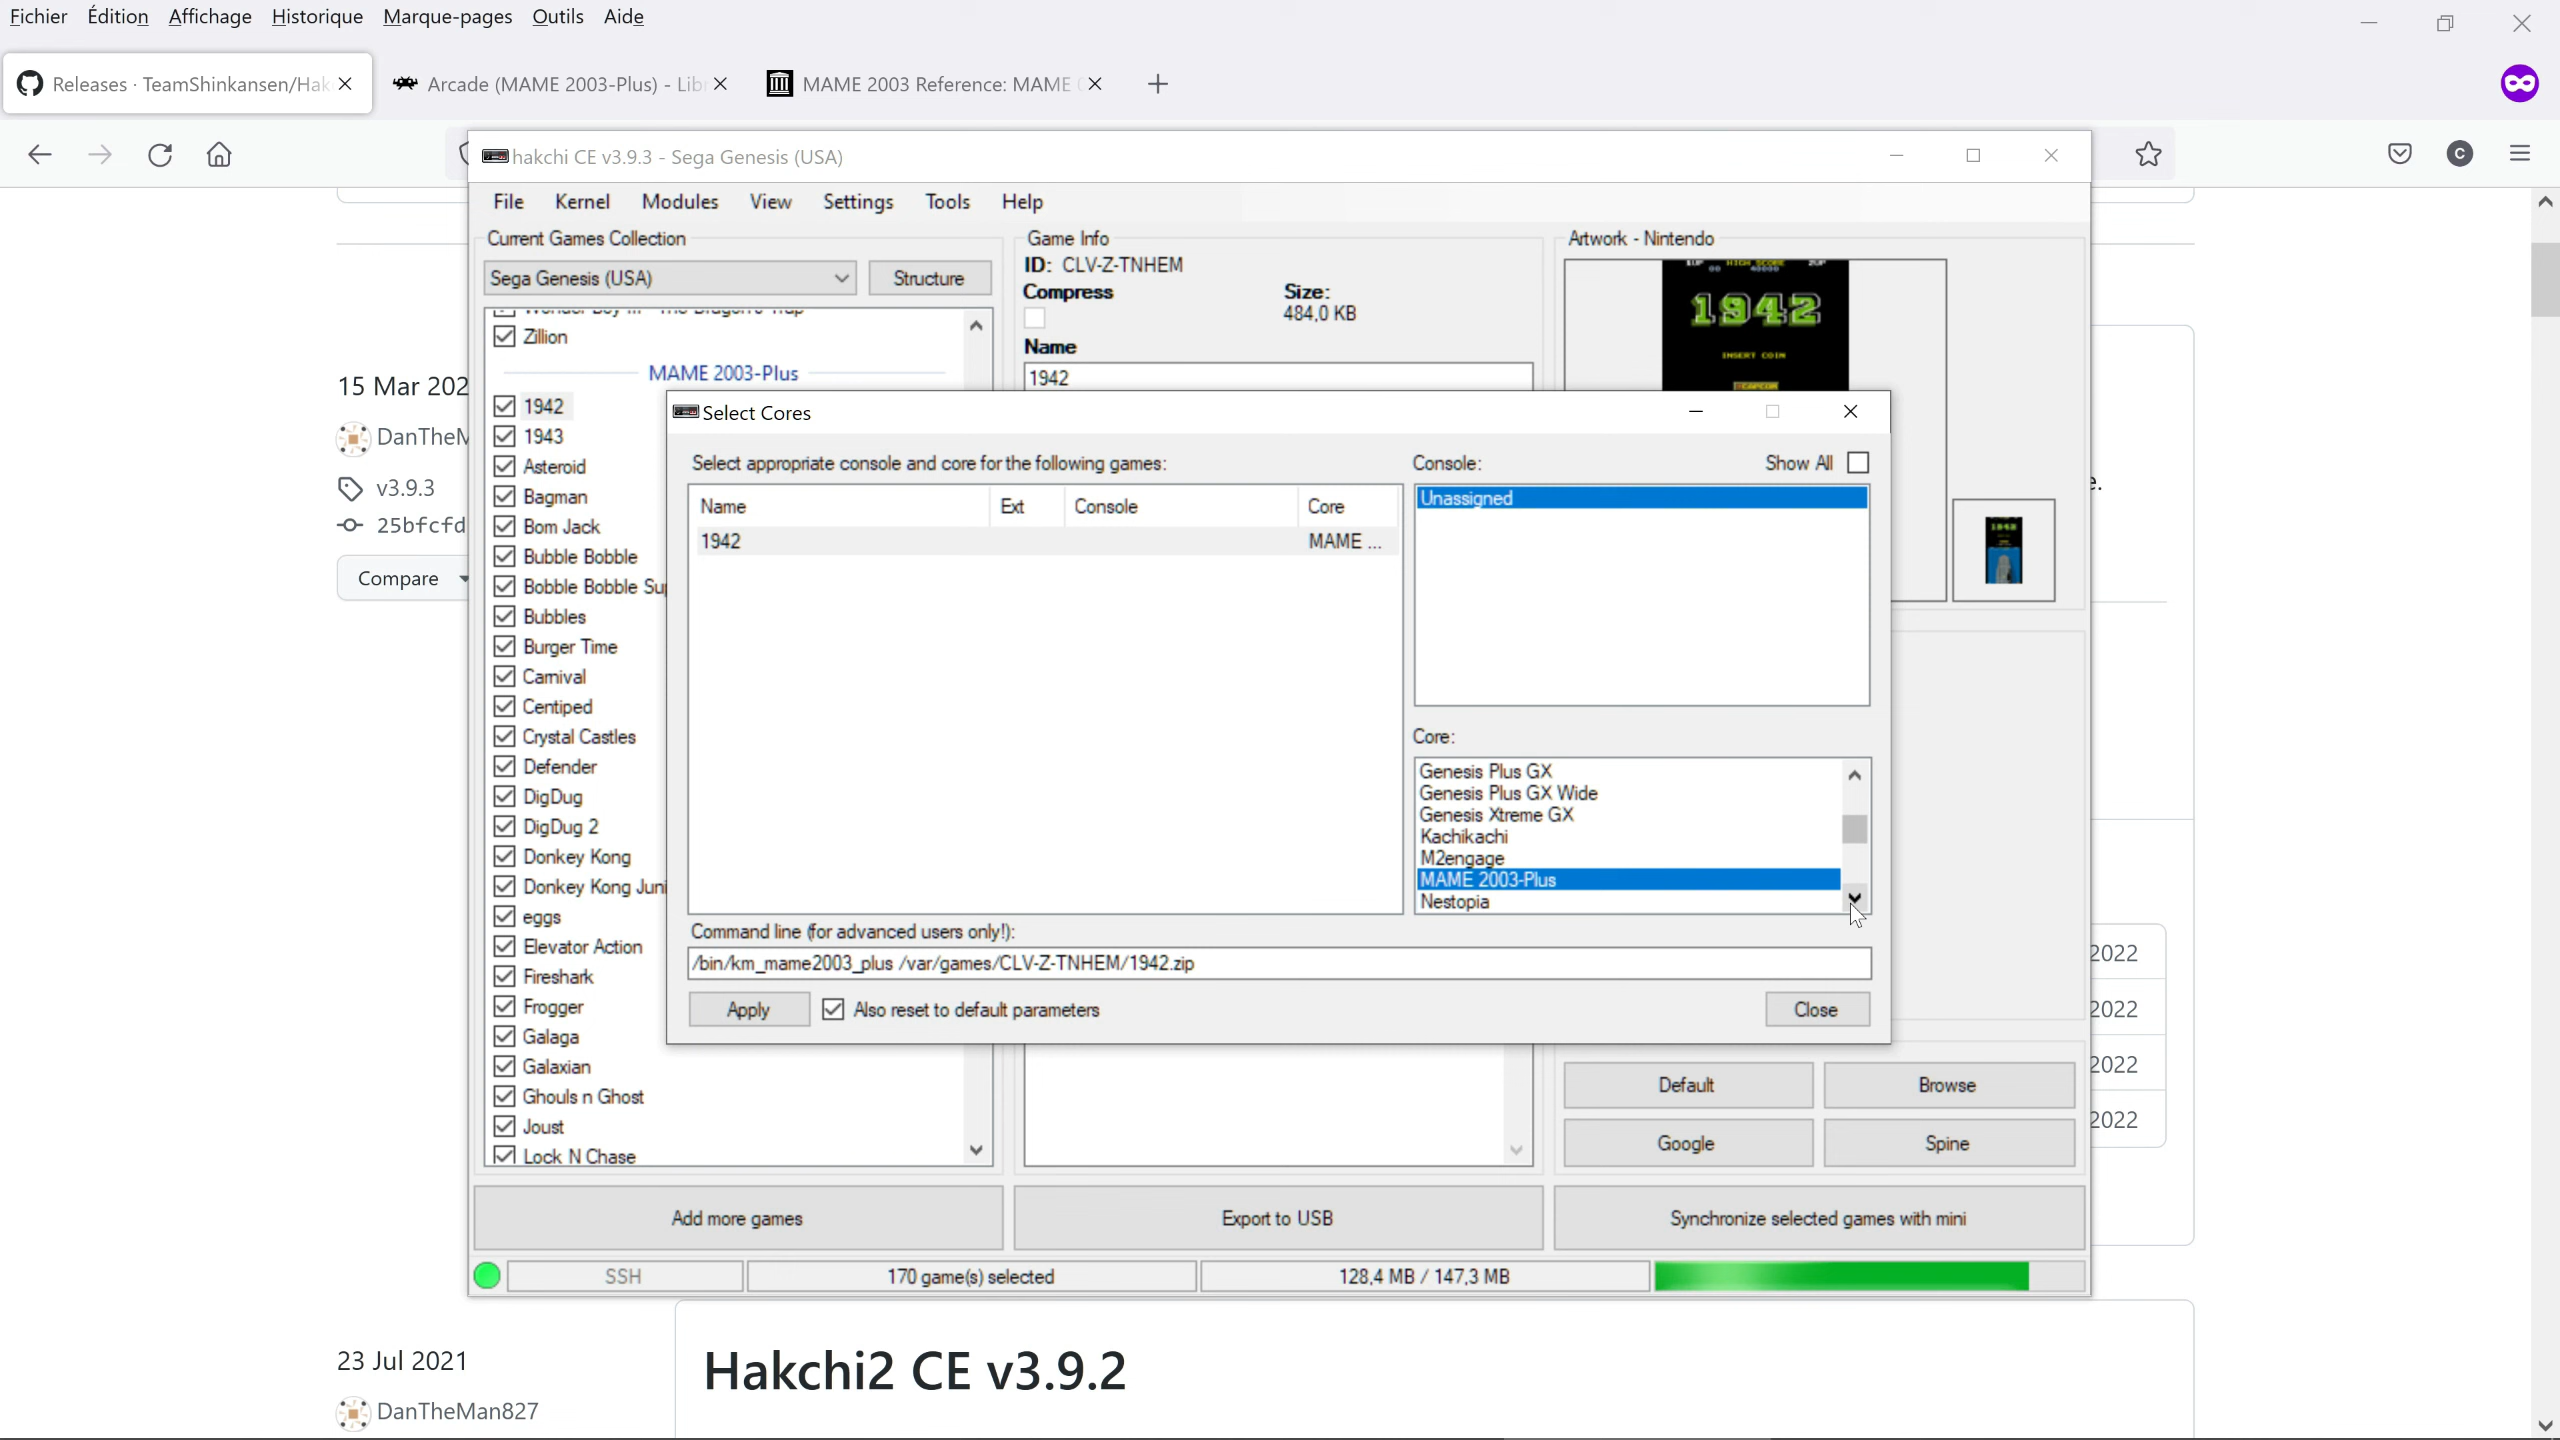 Fichier Édition Affichage Historique Marque-pages Outils Aide
Releases · TeamShinkansen/Hak
Arcade (MAME 2003-Plus) - Lib
MAME 2003 Reference: MAME
C
hakchi CE v3.9.3 - Sega Genesis (USA)
File Kernel Modules View Settings Tools Help
Current Games Collection
Sega Genesis (USA)
Structure
Zillion
MAME 2003-Plus
1942
1943
Asteroid
Bagman
Bom Jack
Bubble Bobble
Bobble Bobble Su
Bubbles
Burger Time
Carnival
Centiped
Crystal Castles
Defender
DigDug
DigDug 2
Donkey Kong
Donkey Kong Juni
eggs
Elevator Action
Fireshark
Frogger
Galaga
Galaxian
Ghouls n Ghost
Joust
Lock N Chase
Game Info
ID: CLV-Z-TNHEM
Compress
Size:
484,0 KB
Name
1942
Artwork - Nintendo
1942
INSERT COIN
Select Cores
Select appropriate console and core for the following games:
Name Ext Console Core
1942 MAME ...
Console:
Show All
Unassigned
Core:
Genesis Plus GX
Genesis Plus GX Wide
Genesis Xtreme GX
Kachikachi
M2engage
MAME 2003-Plus
Nestopia
Command line (for advanced users only!):
/bin/km_mame2003_plus /var/games/CLV-Z-TNHEM/1942.zip
Apply
Also reset to default parameters
Close
Default
Browse
Google
Spine
Add more games
Export to USB
Synchronize selected games with mini
SSH
170 game(s) selected
128,4 MB / 147,3 MB
15 Mar 202
DanTheM
v3.9.3
25bfcfd
Compare
e.
2022
2022
2022
2022
23 Jul 2021
DanTheMan827
Hakchi2 CE v3.9.2